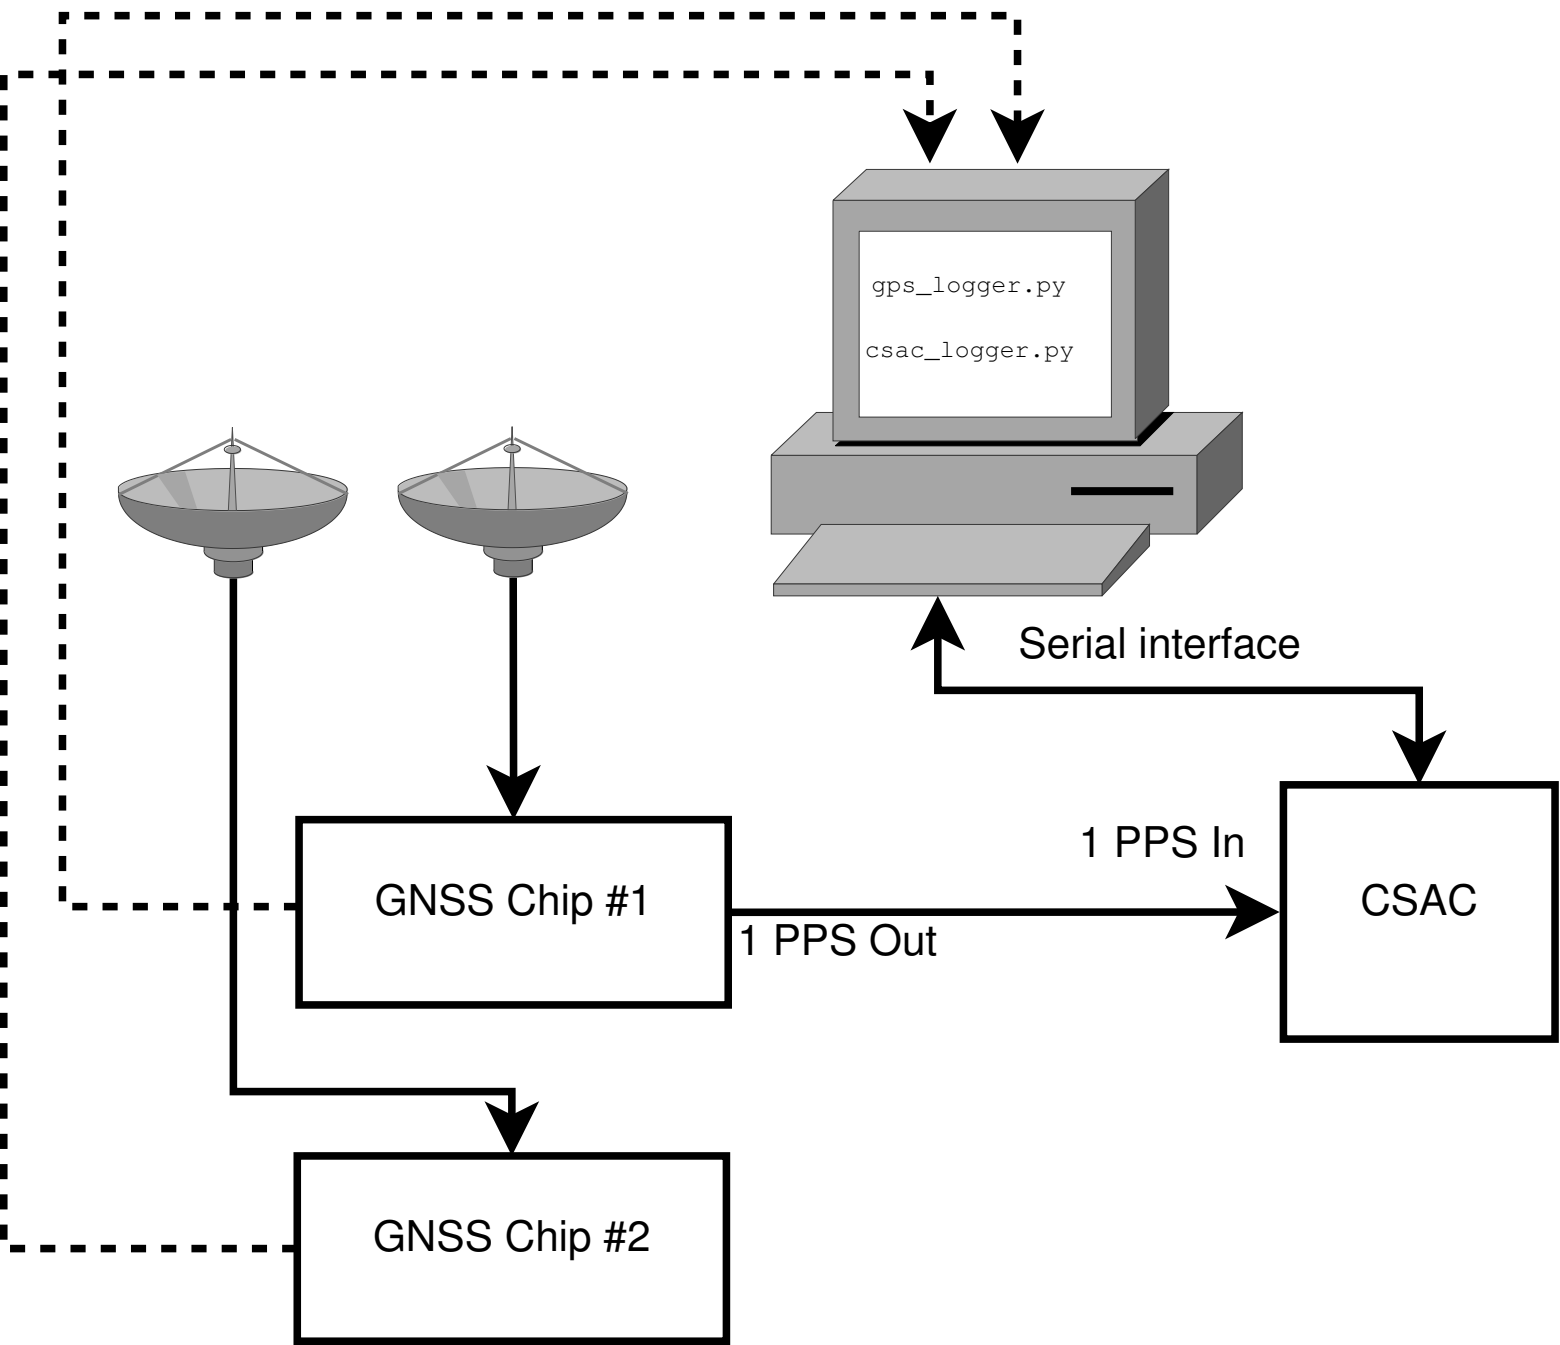 gps_logger.py
csac_logger.py
Serial interface
1 PPS In
GNSS Chip #1
CSAC
1 PPS Out
GNSS Chip #2